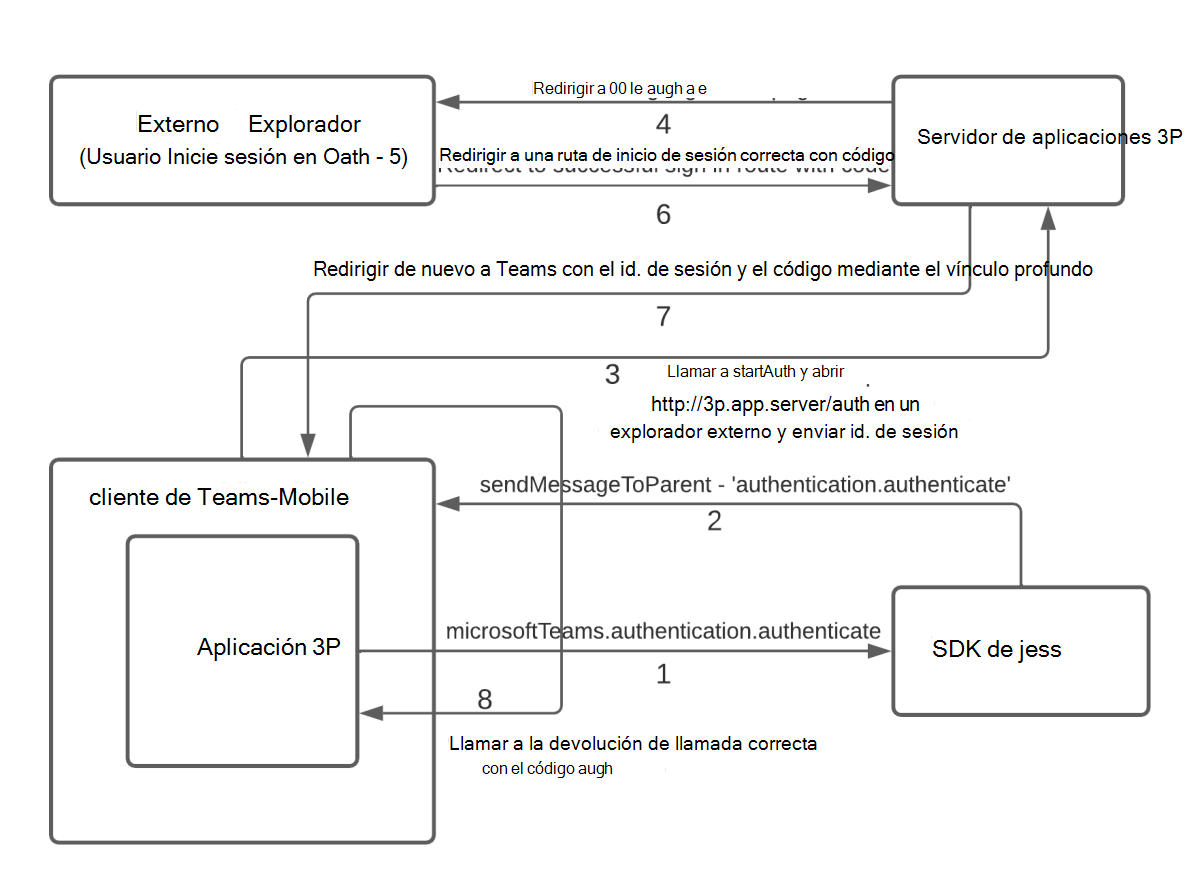 Redirigir a 00 le augh a e
4
Externo Explorador
(Usuario Inicie sesión en Oath - 5)
Servidor de aplicaciones 3P
Redirigir a una ruta de inicio de sesión correcta con código
Redirect to successful sign in route with code
6
Redirigir de nuevo a Teams con el id. de sesión y el código mediante el vínculo profundo
7
3
Llamar a startAuth y abrir
http://3p.app.server/auth en un
explorador externo y enviar id. de sesión
cliente de Teams-Mobile
sendMessageToParent - 'authentication.authenticate'
2
Aplicación 3P
microsoftTeams.authentication.authenticate
1
SDK de jess
8
Llamar a la devolución de llamada correcta
con el código augh